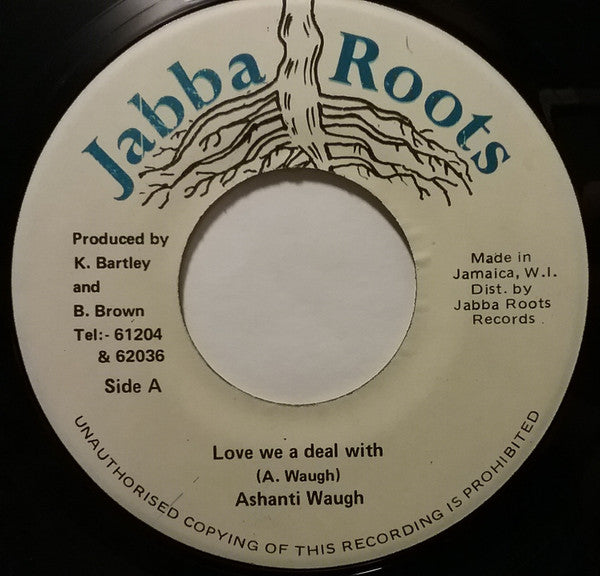 Jabba Roots
Produced by
K. Bartley
and
B. Brown
Tel:- 61204
& 62036
Side A
Made in
Jamaica, W.I.
Dist. by
Jabba Roots
Records
Love we a deal with
(A. Waugh)
Ashanti Waugh
UNAUTHORISED COPYING OF THIS RECORDING IS PROHIBITED